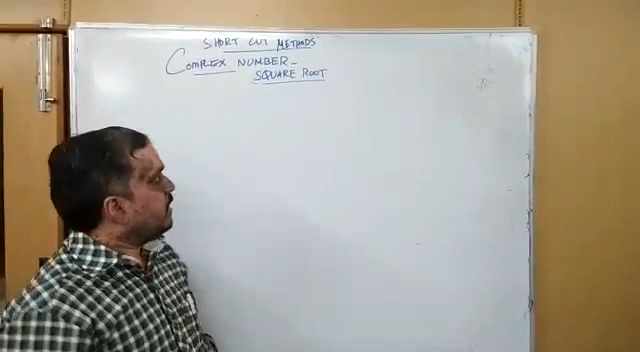 SHORT CUT METHODS
COMPLEX NUMBER -
SQUARE ROOT